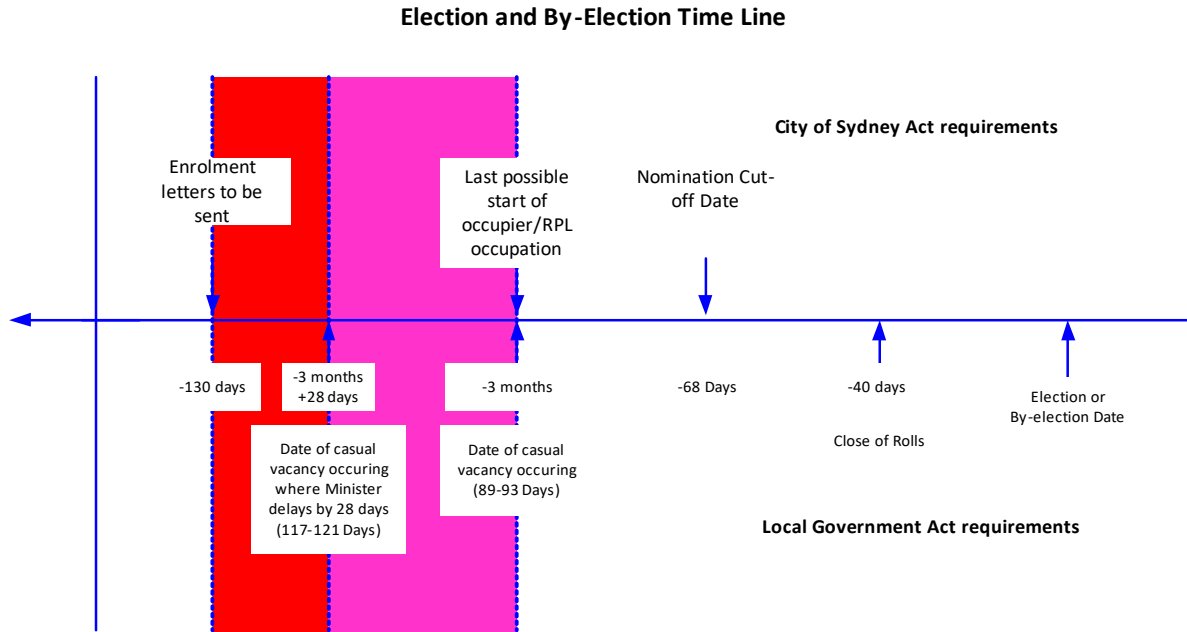 Election and By-Election Time Line
City of Sydney Act requirements
Enrolment
letters to be
sent
Last possible
start of
occupier/RPL
occupation
Nomination Cut-
off Date
-130 days
-3 months
+28 days
-3 months
-68 Days
-40 days
Election or
By-election Date
Close of Rolls
Date of casual
vacancy occuring
where Minister
delays by 28 days
(117-121 Days)
Date of casual
vacancy occuring
(89-93 Days)
Local Government Act requirements